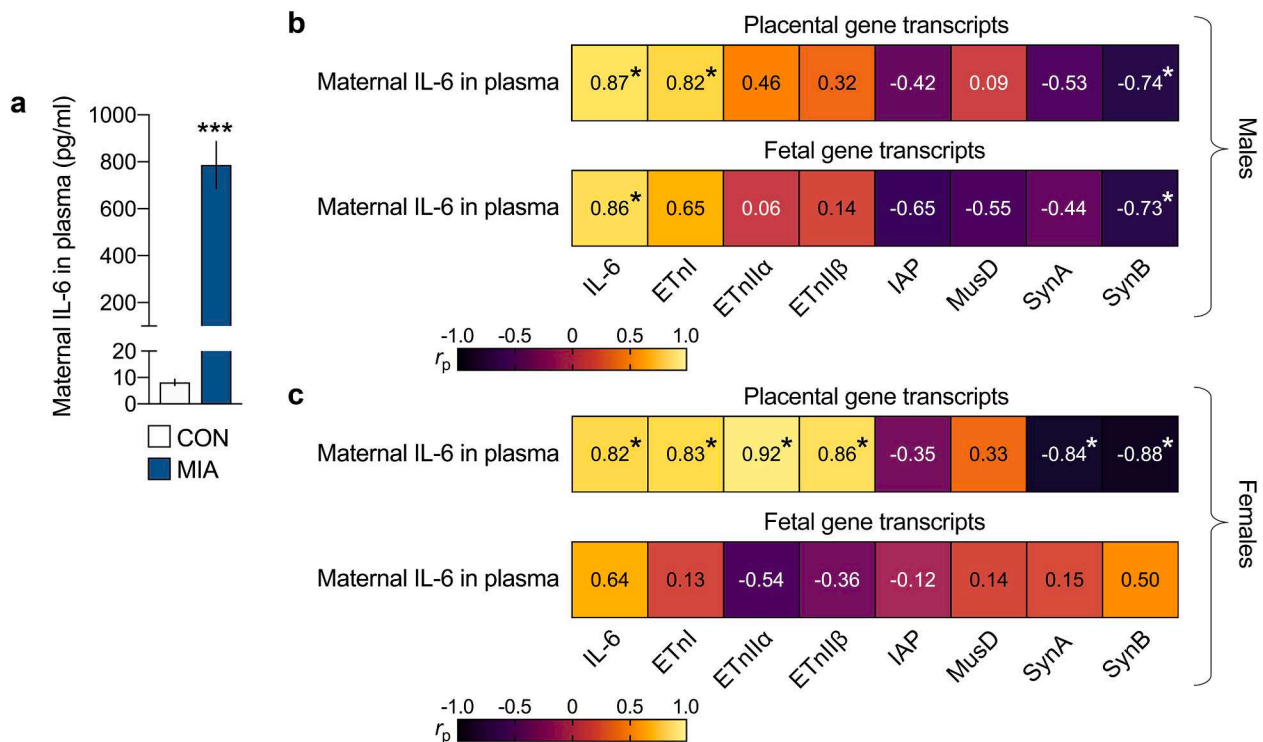 a
Maternal IL-6 in plasma (pg/ml)
1000
800
600
400
200
20
10
0
***
CON
MIA
b
Placental gene transcripts
Maternal IL-6 in plasma
0.87* 0.82* 0.46 0.32 -0.42 0.09 -0.53 -0.74*
Fetal gene transcripts
Maternal IL-6 in plasma
0.86* 0.65 0.06 0.14 -0.65 -0.55 -0.44 -0.73*
IL-6 ETnI ETnIIα ETnIIβ IAP MusD SynA SynB
-1.0 -0.5 0 0.5 1.0
rp
Males
c
Placental gene transcripts
Maternal IL-6 in plasma
0.82* 0.83* 0.92* 0.86* -0.35 0.33 -0.84* -0.88*
Fetal gene transcripts
Maternal IL-6 in plasma
0.64 0.13 -0.54 -0.36 -0.12 0.14 0.15 0.50
IL-6 ETnI ETnIIα ETnIIβ IAP MusD SynA SynB
-1.0 -0.5 0 0.5 1.0
rp
Females